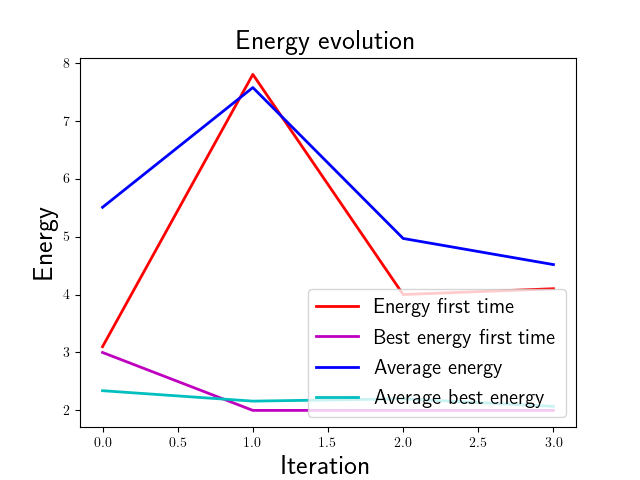 Energy evolution
8
7
6
5
4
3
2
Energy
0.0 0.5 1.0 1.5 2.0 2.5 3.0
Iteration
Energy first time
Best energy first time
Average energy
Average best energy